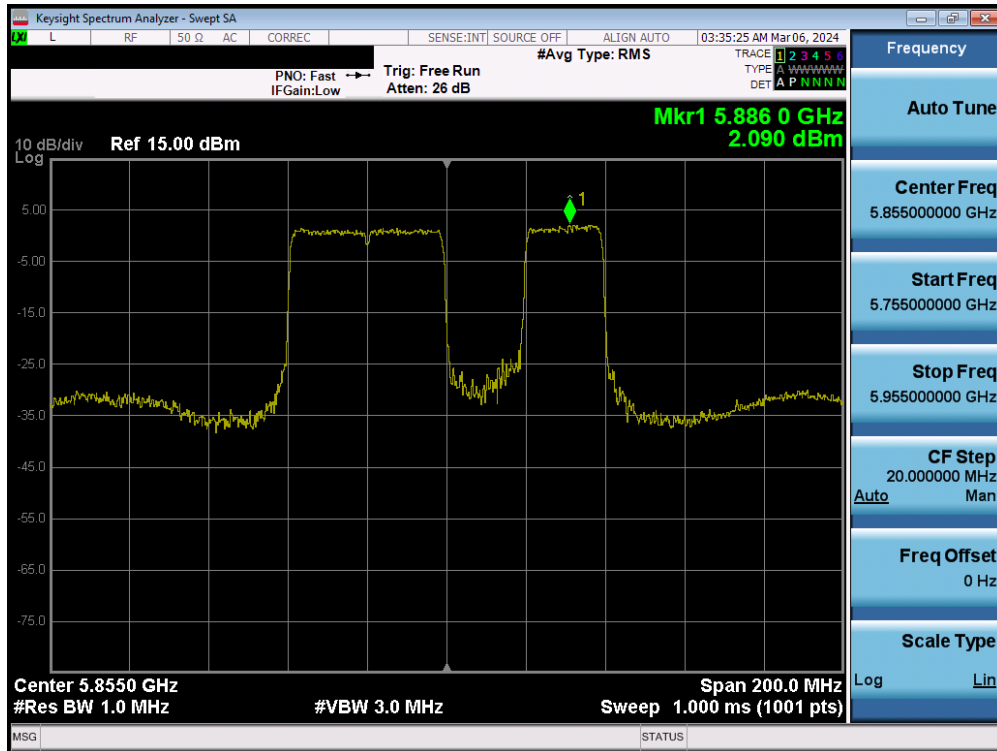 Keysight Spectrum Analyzer - Swept SA
LXI L RF 50 Ω AC CORREC SENSE:INT SOURCE OFF ALIGN AUTO 03:35:25 AM Mar 06, 2024
#Avg Type: RMS
TRACE 1 2 3 4 5 6
PNO: Fast Trig: Free Run
TYPE A WWWWW
IFGain:Low Atten: 26 dB
DET A P N N N N
Mkr1 5.886 0 GHz
2.090 dBm
10 dB/div Ref 15.00 dBm
Log
1
5.00
-5.00
-15.0
-25.0
-35.0
-45.0
-55.0
-65.0
-75.0
Center 5.8550 GHz Span 200.0 MHz
#Res BW 1.0 MHz #VBW 3.0 MHz Sweep 1.000 ms (1001 pts)
MSG STATUS
Frequency
Auto Tune
Center Freq
5.855000000 GHz
Start Freq
5.755000000 GHz
Stop Freq
5.955000000 GHz
CF Step
20.000000 MHz
Auto Man
Freq Offset
0 Hz
Scale Type
Log Lin